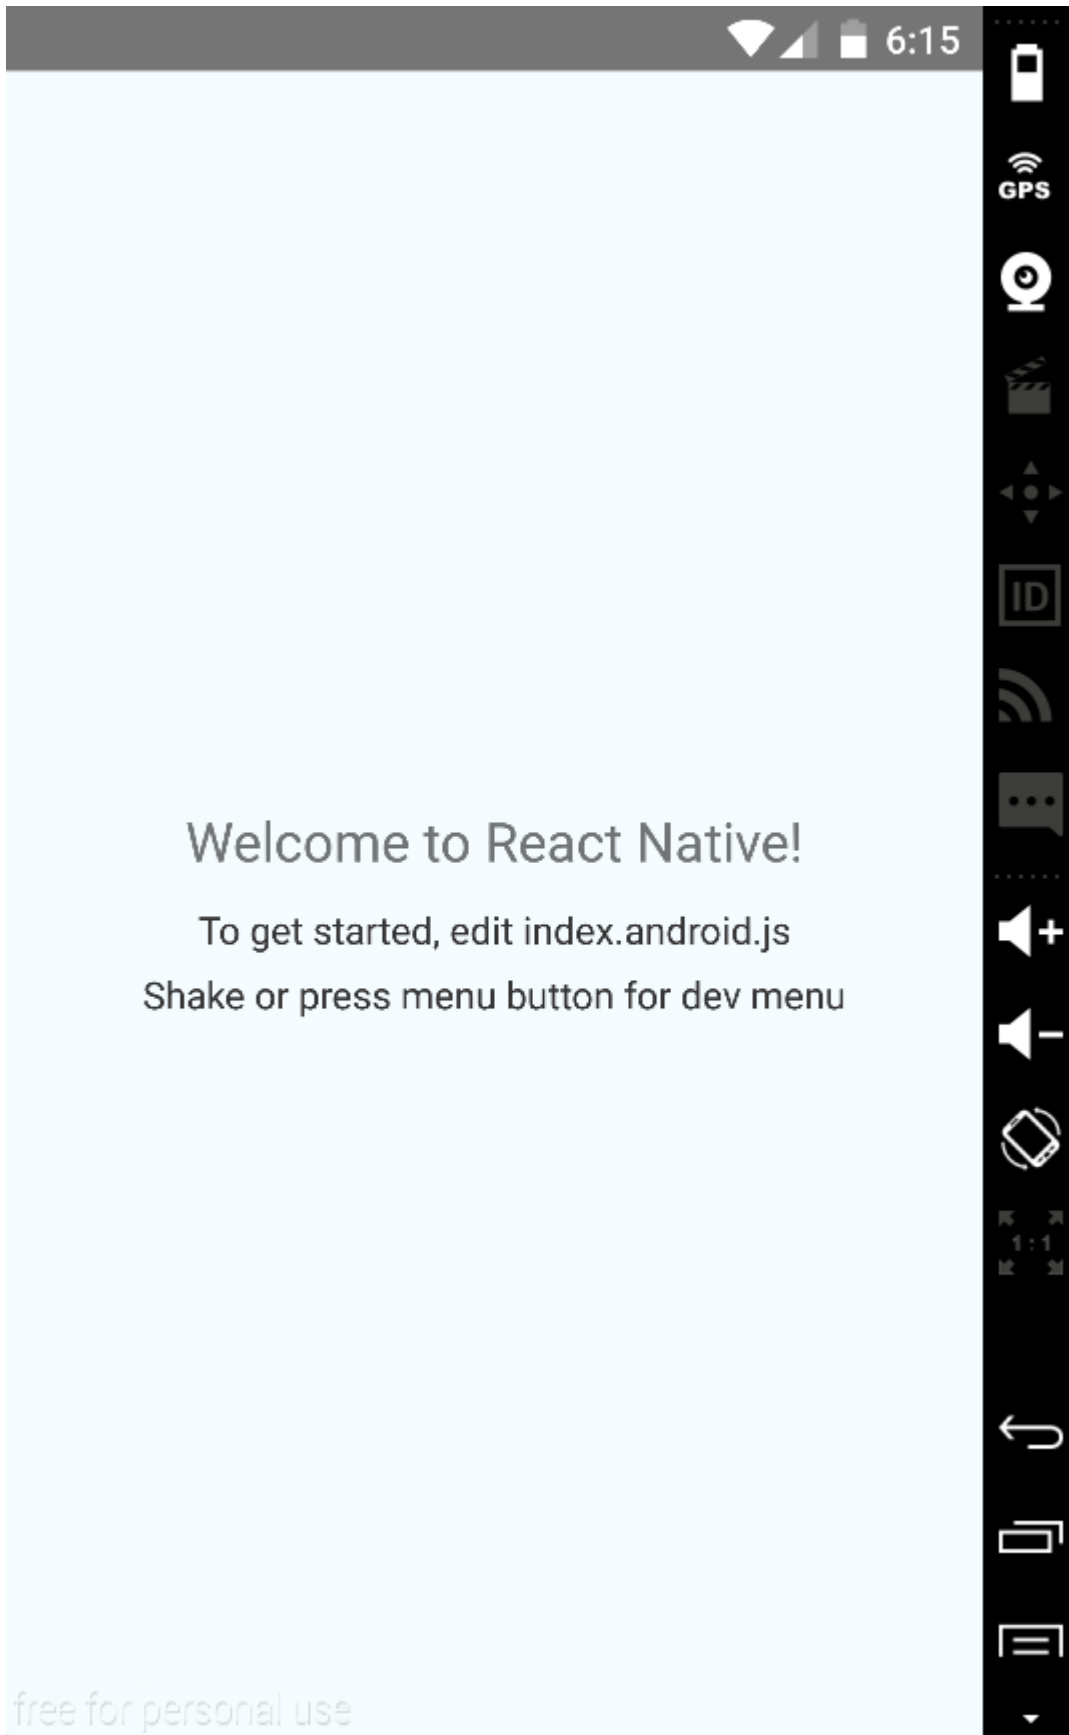 6:15
GPS
ID
Welcome to React Native!
To get started, edit index.android.js
Shake or press menu button for dev menu
1:1
free for personal use